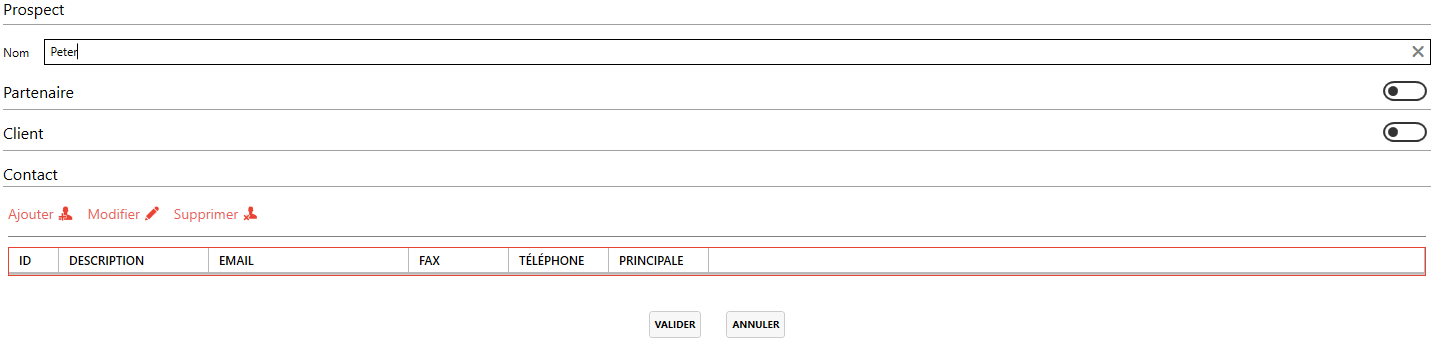 Prospect
Nom Peter
Partenaire
Client
Contact
Ajouter Modifier Supprimer
ID DESCRIPTION EMAIL FAX TÉLÉPHONE PRINCIPALE
VALIDER ANNULER